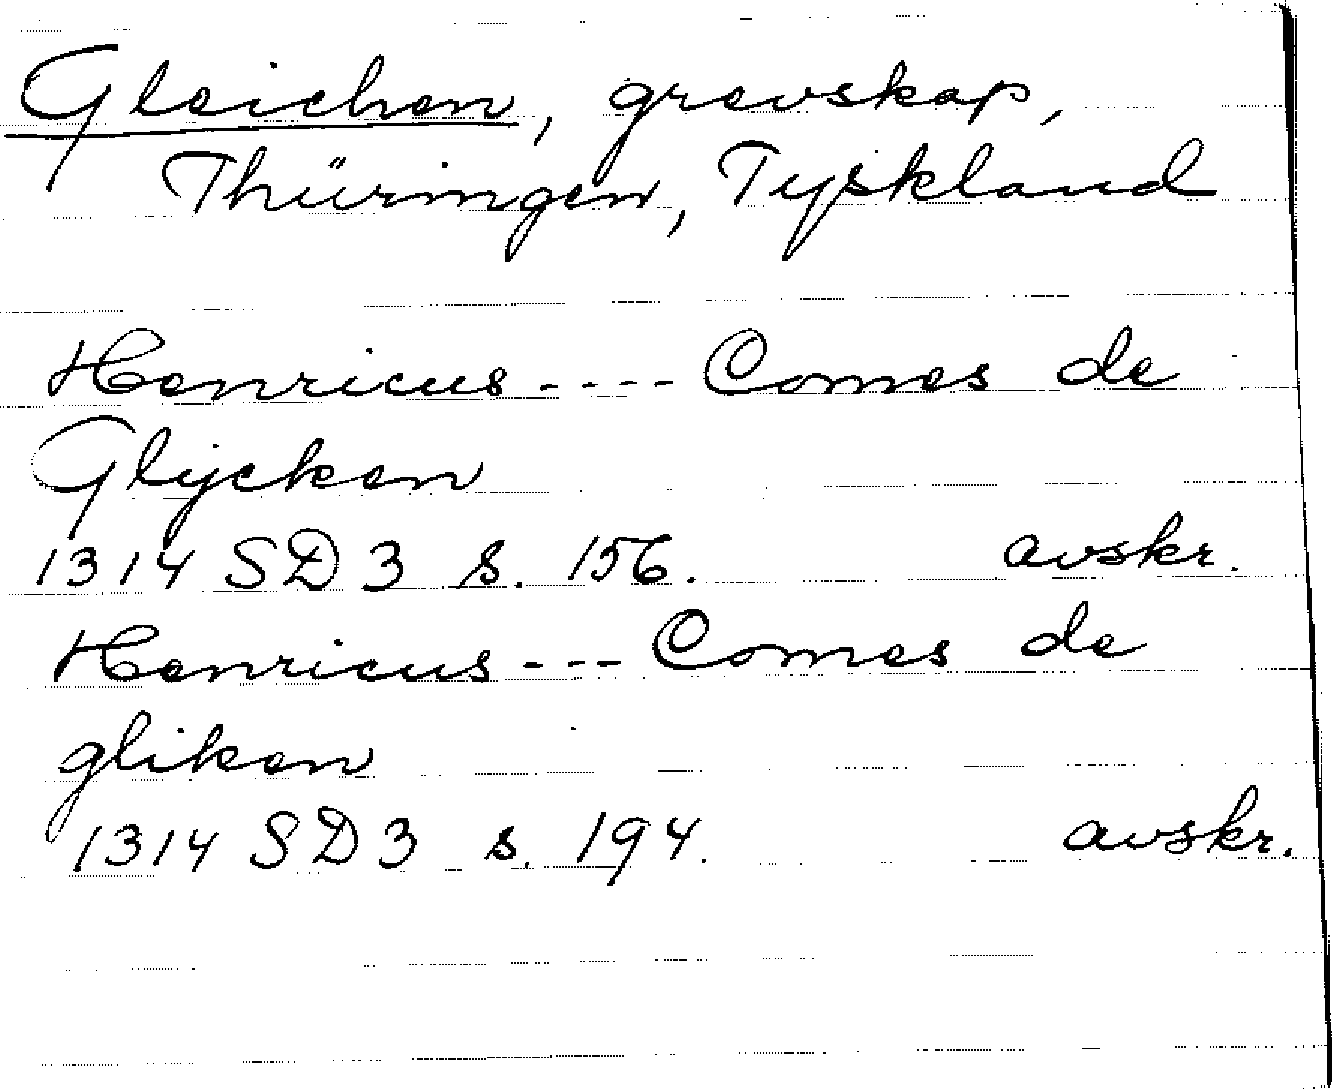 Gleichen, grevskap,
Thüringen, Tyskland
Henricus ---- Comes de
Glycken
1314 SD 3 s. 156. avskr.
Henricus --- Comes de
gliken
1314 SD 3 s. 194. avskr.